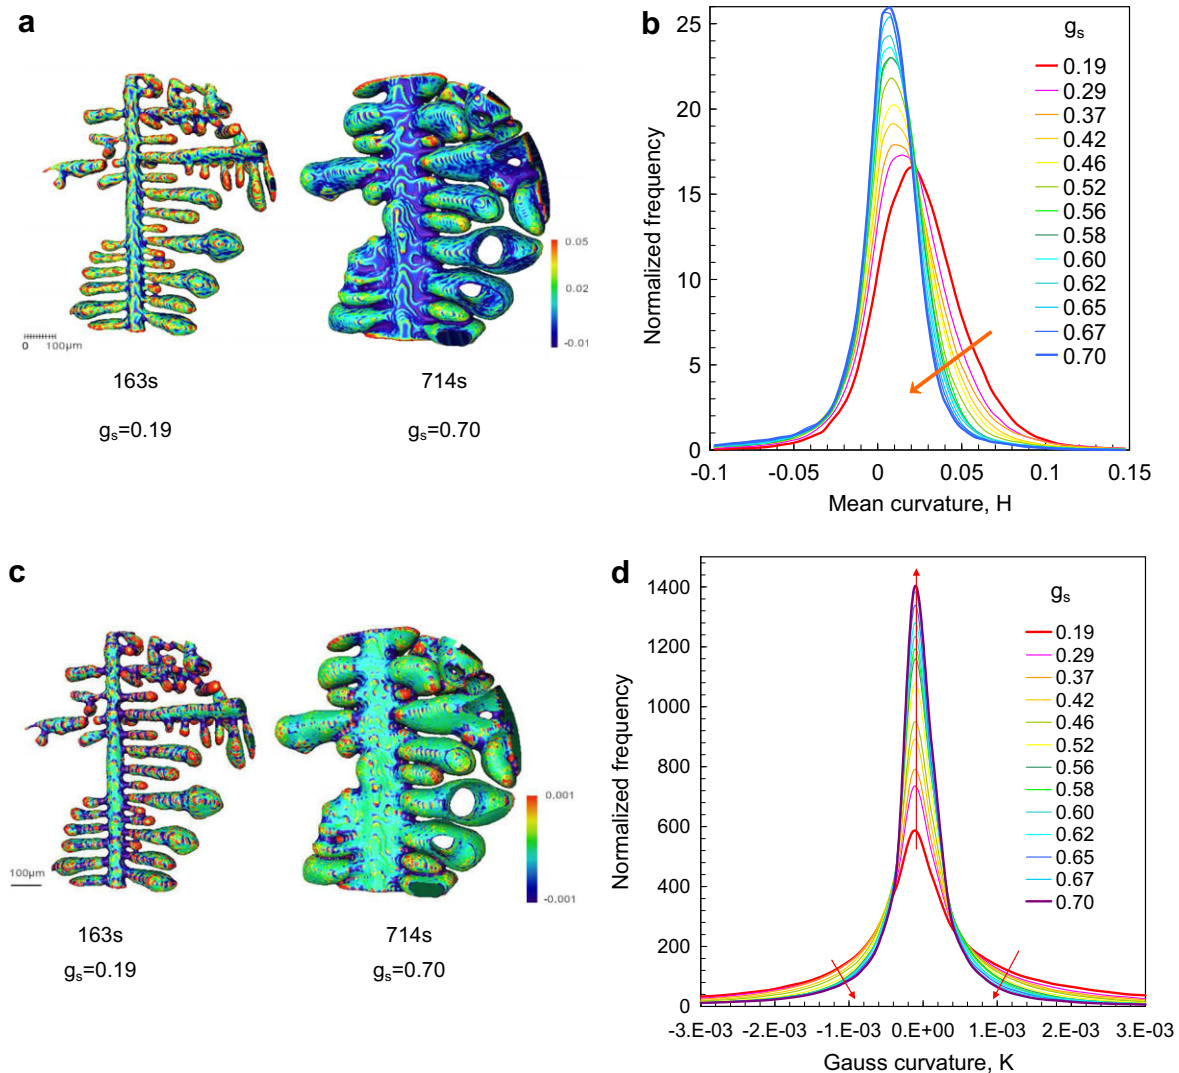 a
0.05
0.02
-0.01
0 100µm
163s
714s
gs=0.19
gs=0.70
b
Normalized frequency
25
20
15
10
5
0
-0.1
-0.05
0
0.05
0.1
0.15
Mean curvature, H
gs
0.19
0.29
0.37
0.42
0.46
0.52
0.56
0.58
0.60
0.62
0.65
0.67
0.70
c
0.001
-0.001
100µm
163s
714s
gs=0.19
gs=0.70
d
Normalized frequency
1400
1200
1000
800
600
400
200
0
-3.E-03
-2.E-03
-1.E-03
0.E+00
1.E-03
2.E-03
3.E-03
Gauss curvature, K
gs
0.19
0.29
0.37
0.42
0.46
0.52
0.56
0.58
0.60
0.62
0.65
0.67
0.70